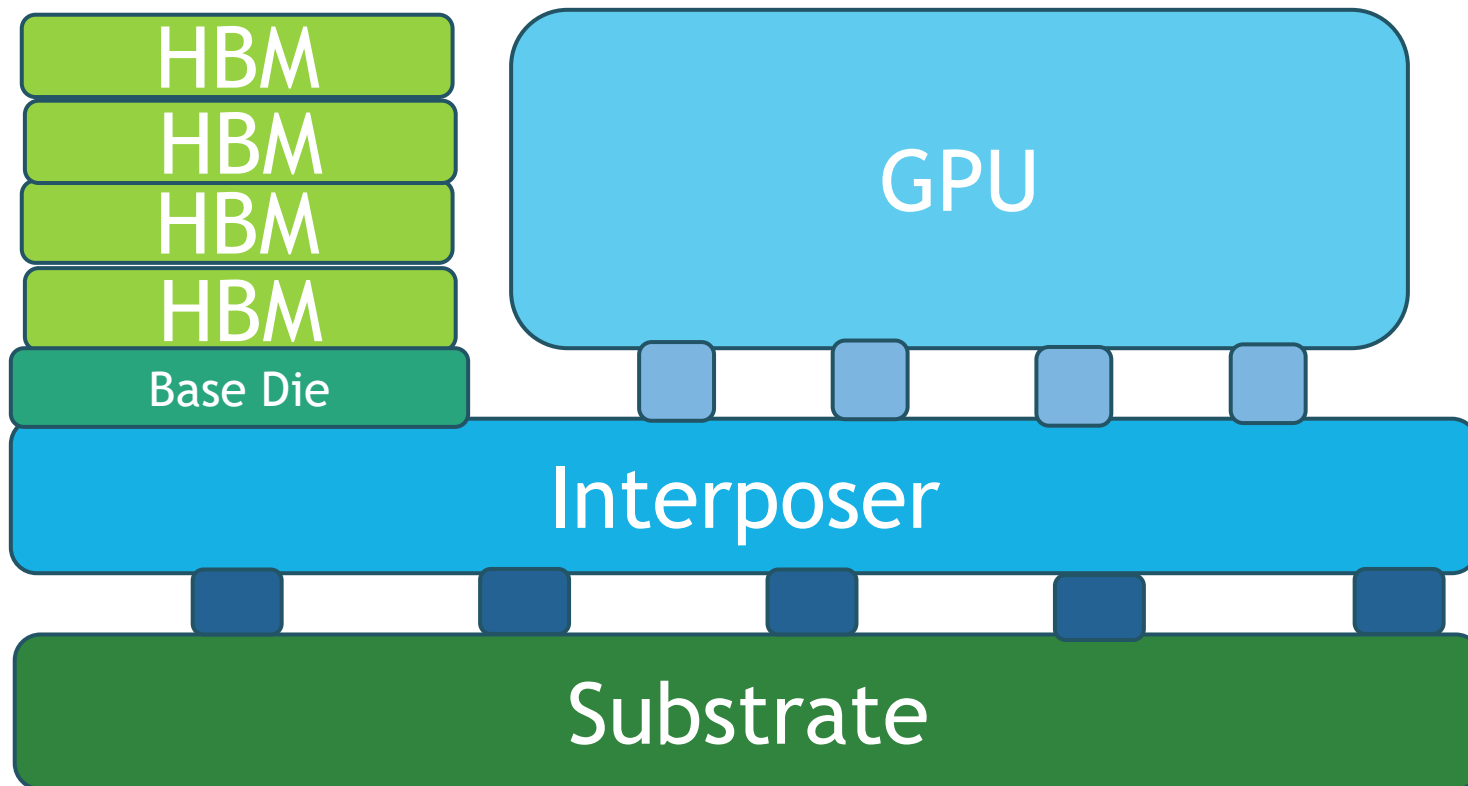 HBM
HBM
HBM
HBM
Base Die
GPU
Interposer
Substrate